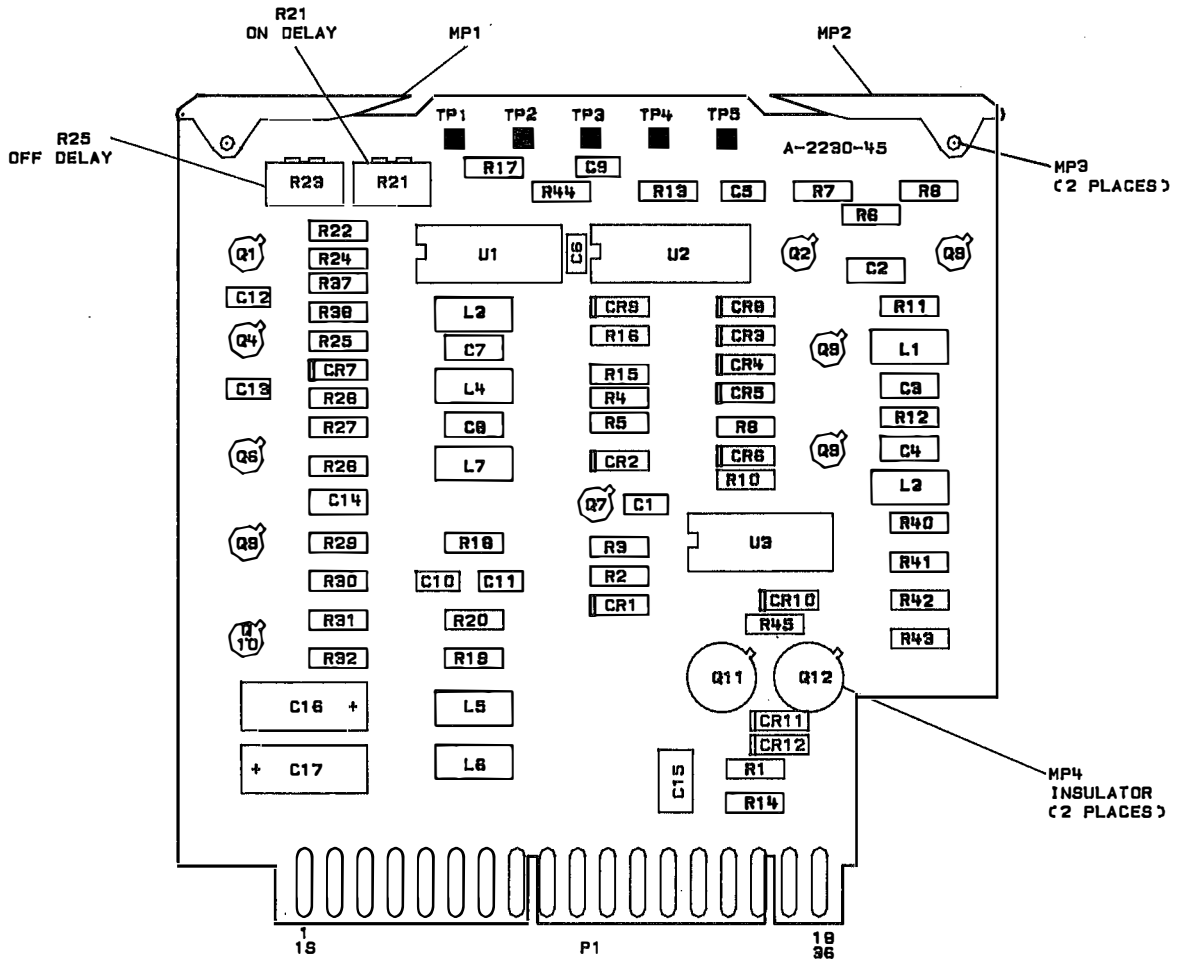 R21
ON DELAY
MP1
MP2
TP1 TP2 TP3 TP4 TP5
R25
OFF DELAY
A-2230-45
MP3
(2 PLACES)
R23 R21 R17 C9
R44 R13 C5 R7 R8
R6
R22
Q1 R24 U1 C6 U2 Q2 C2 Q9
R37
C12 R38 L3 CR9 CR8 R11
Q4 R25 C7 R16 CR3 Q9 L1
CR7 L4 R15 CR4 C3
C13 R26 R4 CR5 R12
R27 C8 R5 R8 Q9 C4
Q6 R28 L7 CR2 CR6
R10 L2
C14 Q7 C1 R40
Q9 R29 R18 R3 U3 R41
R30 C10 C11 R2 R42
CR1 CR10
R31 R20 R45 R43
Q
10
R32 R19 Q11 Q12
C16 + L5 CR11
CR12
+ C17 L6 C15 R1
R14
MP4
INSULATOR
(2 PLACES)
1
19
P1
18
36